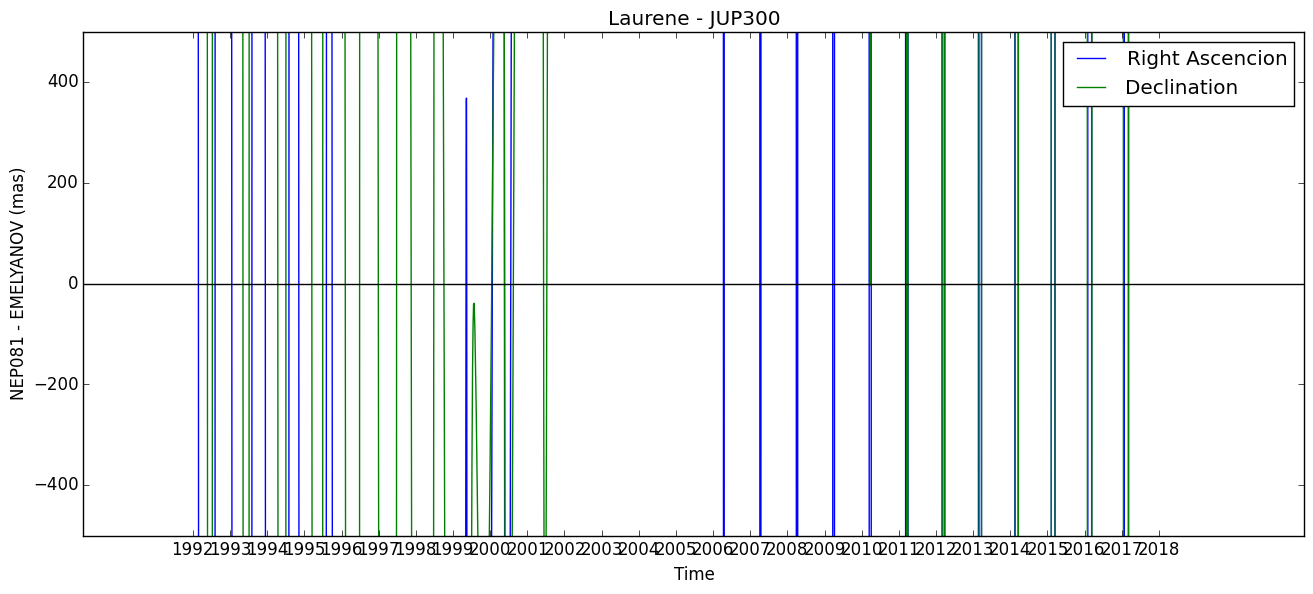 Laurene - JUP300
Right Ascencion
Declination
NEP081 - EMELYANOV (mas)
400
200
0
−200
−400
1992 1993 1994 1995 1996 1997 1998 1999 2000 2001 2002 2003 2004 2005 2006 2007 2008 2009 2010 2011 2012 2013 2014 2015 2016 2017 2018
Time